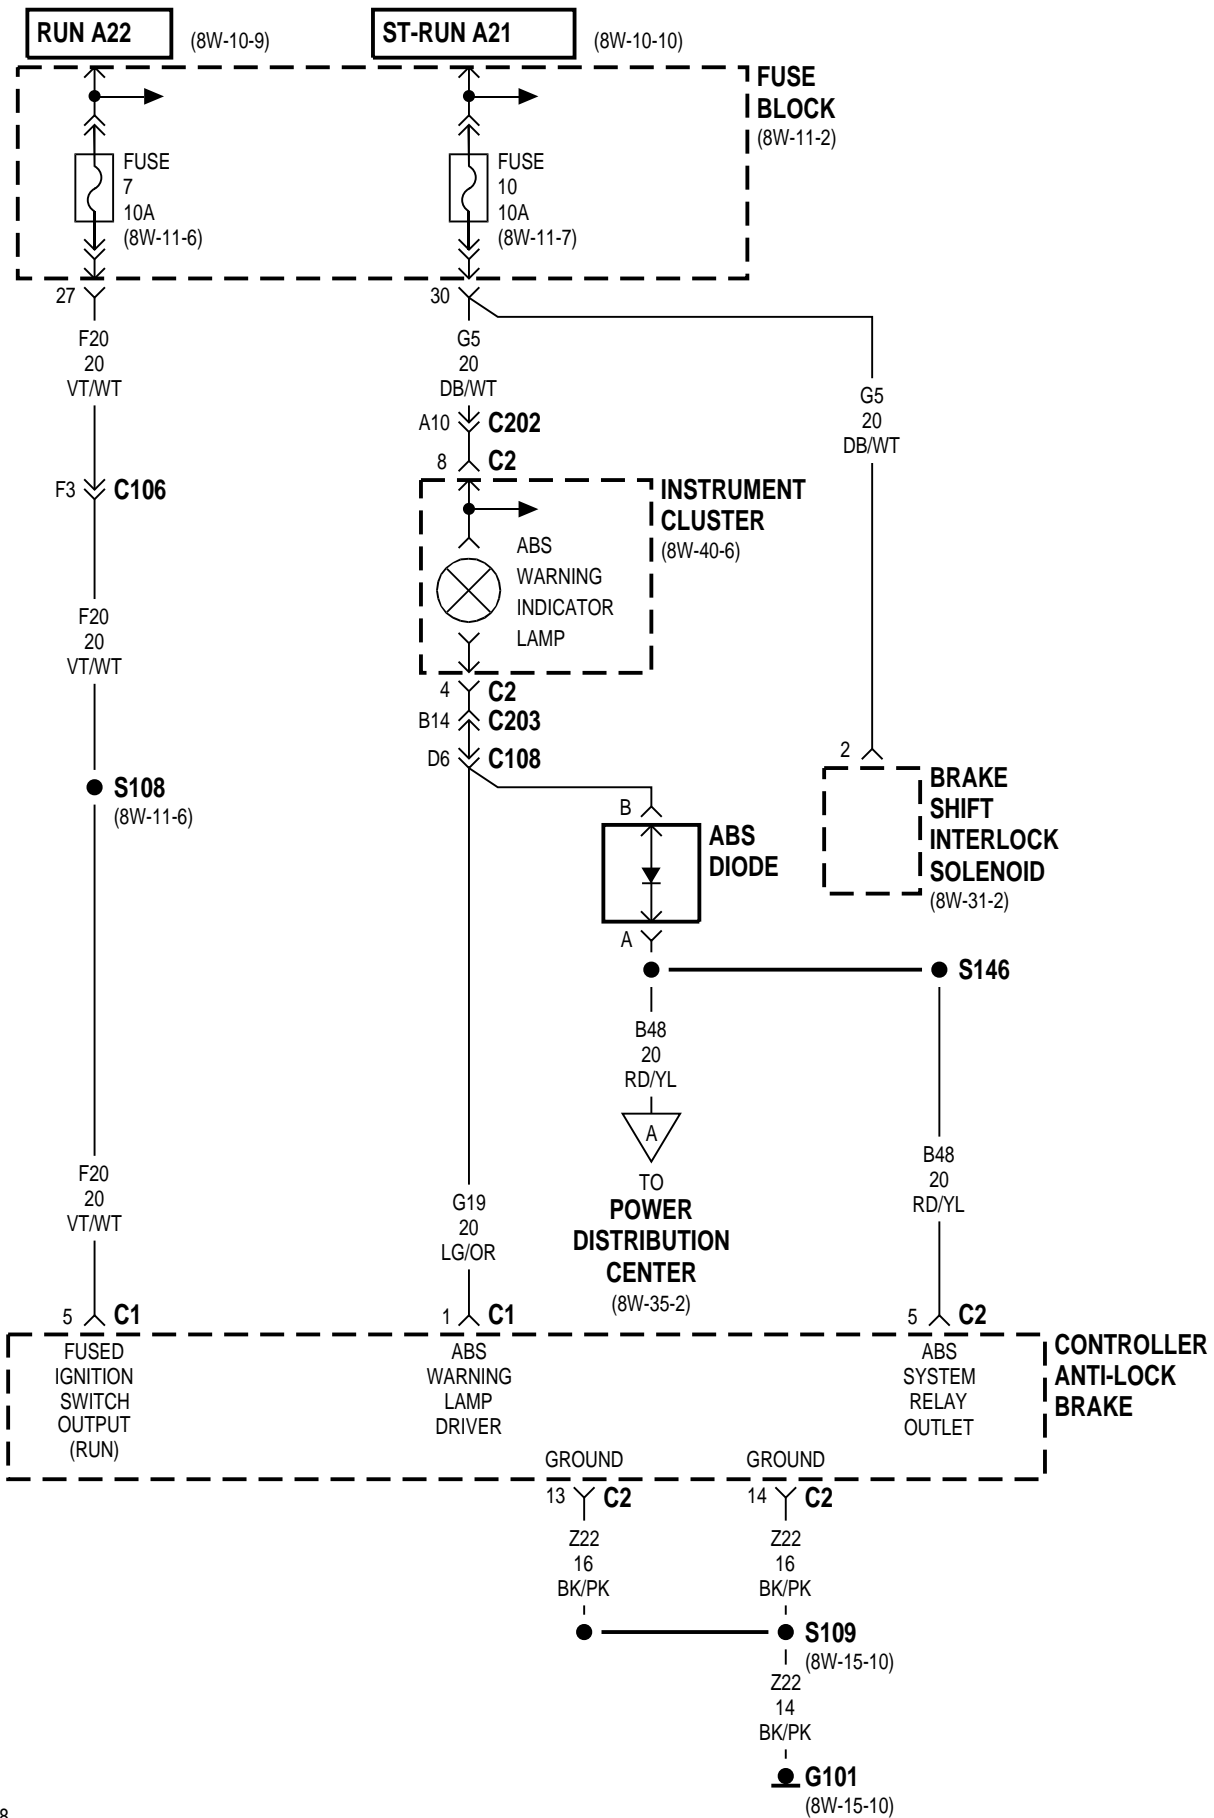 RUN A22
(8W-10-9)
ST-RUN A21
(8W-10-10)
FUSE
BLOCK
(8W-11-2)
FUSE
7
10A
(8W-11-6)
FUSE
10
10A
(8W-11-7)
27
30
F20
20
VT/WT
G5
20
DB/WT
G5
20
DB/WT
A10
C202
8
C2
F3
C106
INSTRUMENT
CLUSTER
(8W-40-6)
ABS
WARNING
INDICATOR
LAMP
F20
20
VT/WT
4
C2
B14
C203
D6
C108
2
S108
(8W-11-6)
BRAKE
SHIFT
INTERLOCK
SOLENOID
(8W-31-2)
B
ABS
DIODE
A
S146
B48
20
RD/YL
A
TO
POWER
DISTRIBUTION
CENTER
(8W-35-2)
B48
20
RD/YL
F20
20
VT/WT
G19
20
LG/OR
5
C1
1
C1
5
C2
FUSED
IGNITION
SWITCH
OUTPUT
(RUN)
ABS
WARNING
LAMP
DRIVER
ABS
SYSTEM
RELAY
OUTLET
CONTROLLER
ANTI-LOCK
BRAKE
GROUND
GROUND
13
C2
14
C2
Z22
16
BK/PK
Z22
16
BK/PK
S109
(8W-15-10)
Z22
14
BK/PK
G101
(8W-15-10)
8